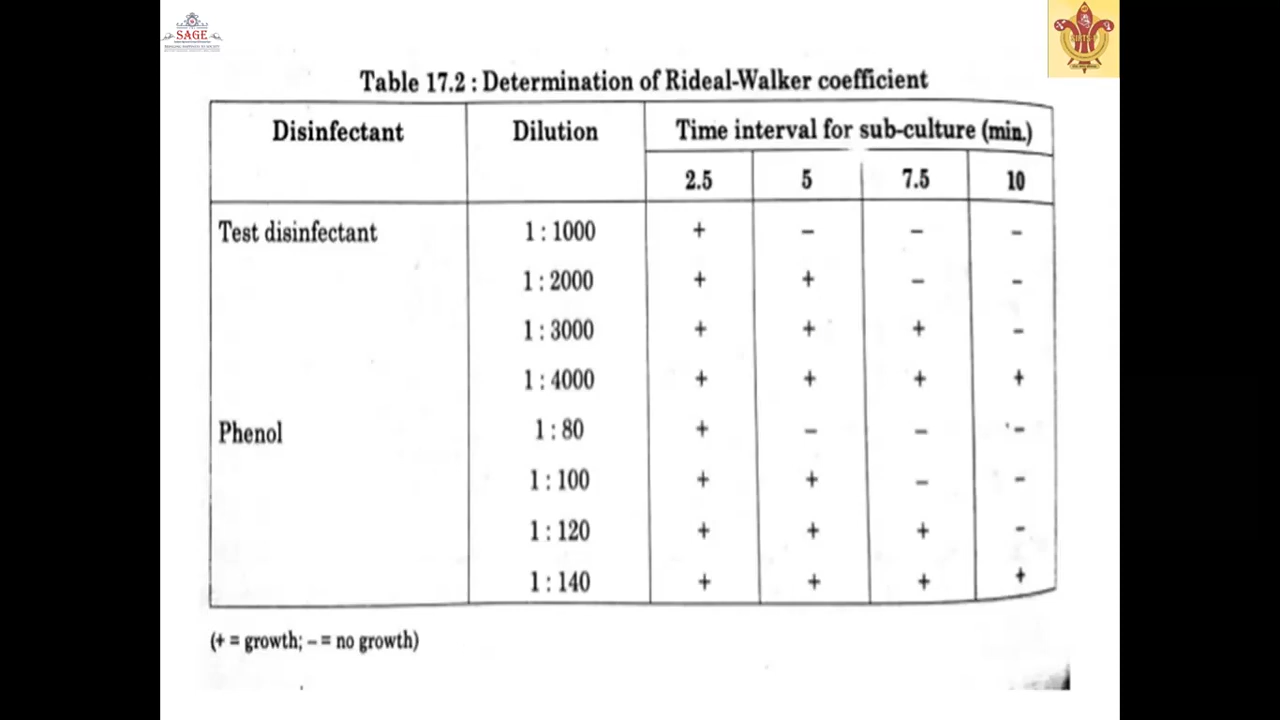 SAGE
Table 17.2 : Determination of Rideal-Walker coefficient
Disinfectant Dilution Time interval for sub-culture (min.)
2.5 5 7.5 10
Test disinfectant 1 : 1000 + – – –
1 : 2000 + + – –
1 : 3000 + + + –
1 : 4000 + + + +
Phenol 1 : 80 + – – –
1 : 100 + + – –
1 : 120 + + + –
1 : 140 + + + +
(+ = growth; – = no growth)